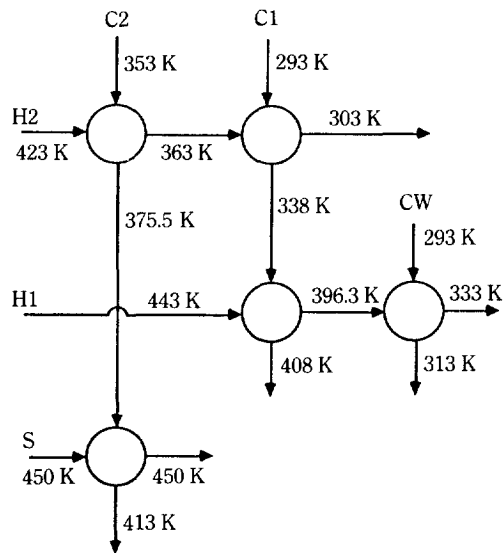 C2
C1
353 K
293 K
H2
303 K
423 K
363 K
375.5 K
338 K
CW
293 K
H1
443 K
396.3 K
333 K
408 K
313 K
S
450 K
450 K
413 K